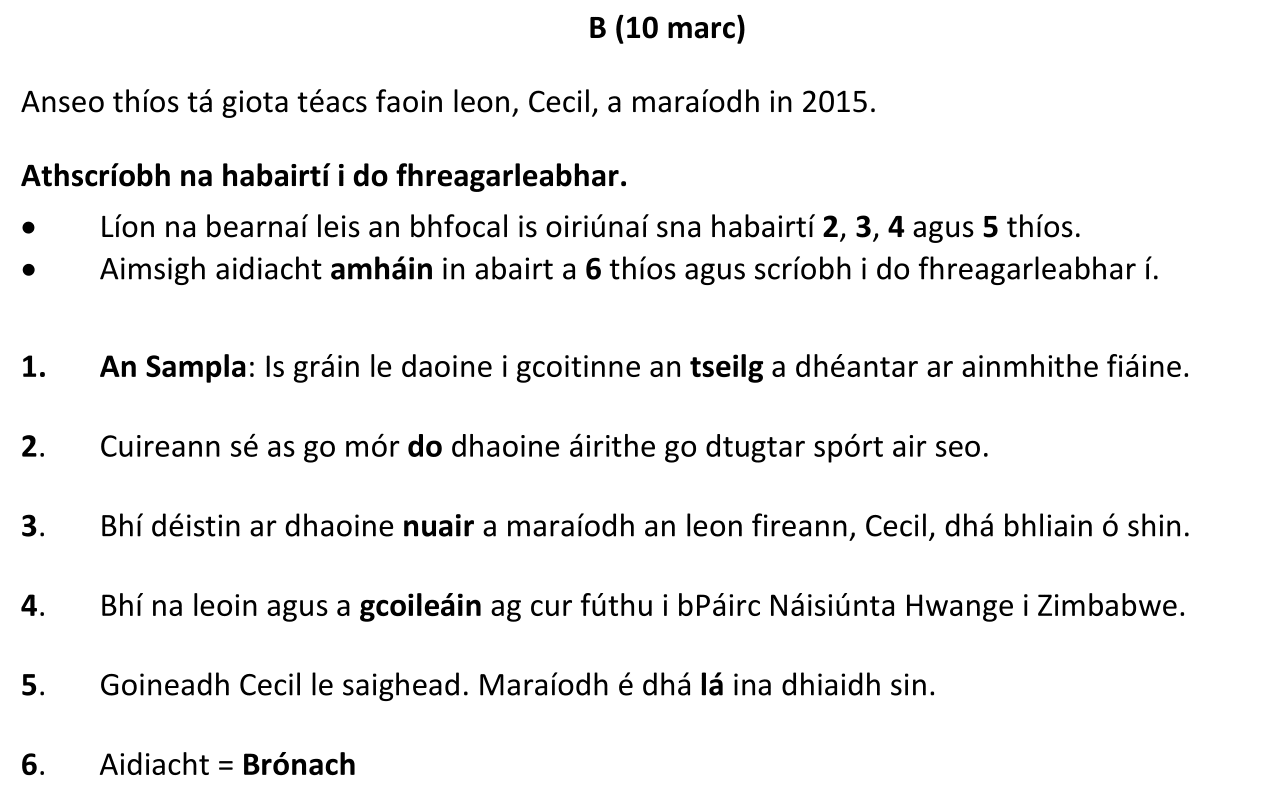 B (10 marc)
Anseo thíos tá giota téacs faoin leon, Cecil, a maraíodh in 2015.
Athscríobh na habairtí i do fhreagarleabhar.
• Líon na bearnaí leis an bhfocal is oiriúnaí sna habairtí 2, 3, 4 agus 5 thíos.
• Aimsigh aidiacht amháin in abairt a 6 thíos agus scríobh i do fhreagarleabhar í.
1. An Sampla: Is gráin le daoine i gcoitinne an tseilg a dhéantar ar ainmhithe fiáine.
2. Cuireann sé as go mór do dhaoine áirithe go dtugtar spórt air seo.
3. Bhí déistin ar dhaoine nuair a maraíodh an leon fireann, Cecil, dhá bhliain ó shin.
4. Bhí na leoin agus a gcoileáin ag cur fúthu i bPáirc Náisiúnta Hwange i Zimbabwe.
5. Goineadh Cecil le saighead. Maraíodh é dhá lá ina dhiaidh sin.
6. Aidiacht = Brónach